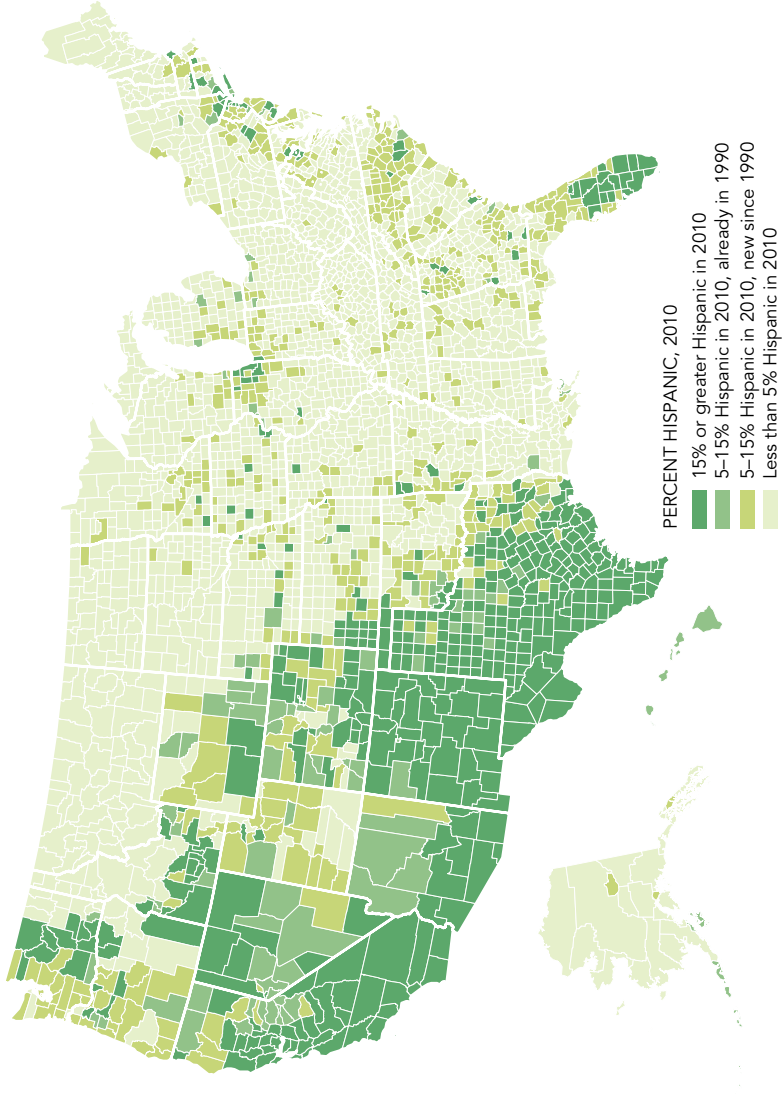 PERCENT HISPANIC, 2010
15% or greater Hispanic in 2010
5–15% Hispanic in 2010, already in 1990
5–15% Hispanic in 2010, new since 1990
Less than 5% Hispanic in 2010